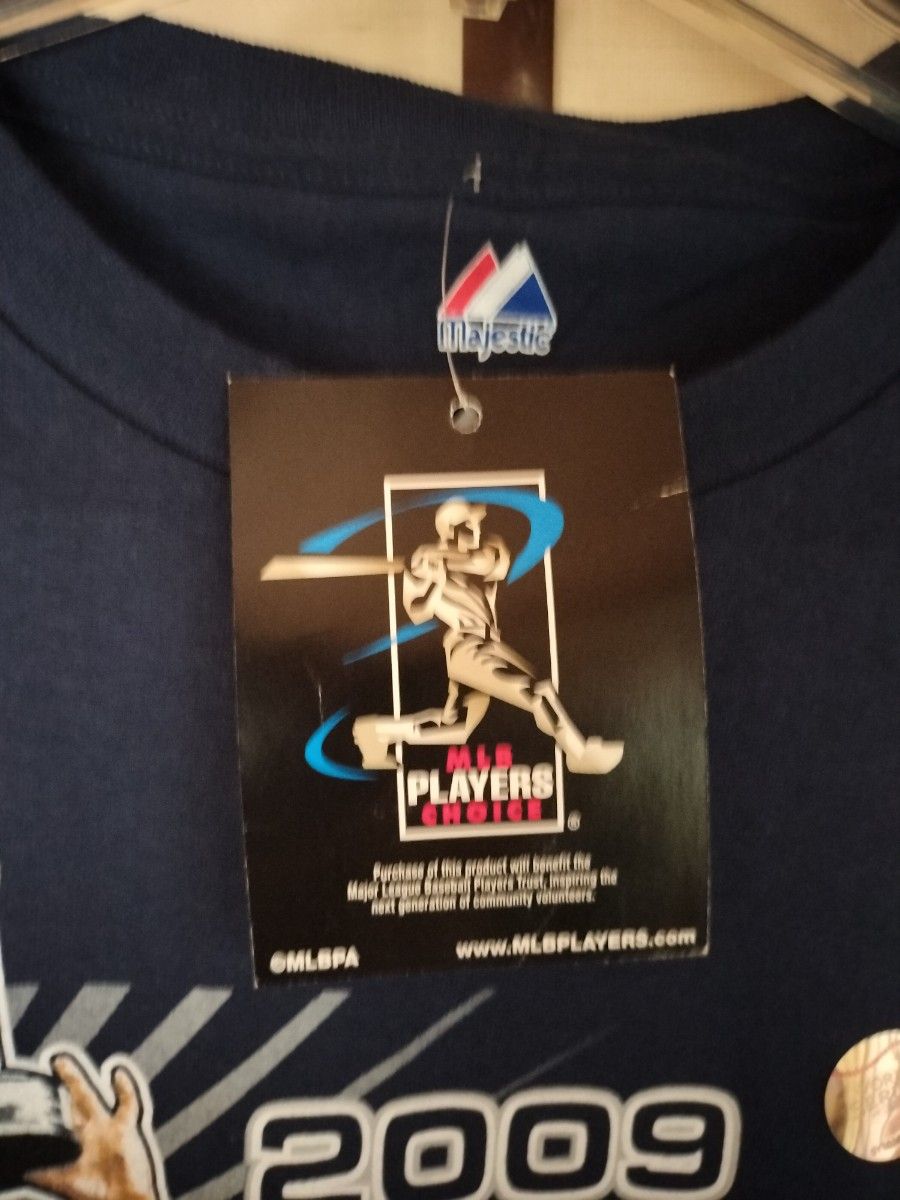 Majestic
MLB
PLAYERS
CHOICE
®
Purchase of this product will benefit the
Major League Baseball Players Trust, inspiring the
next generation of community volunteers.
©MLBPA
www.MLBPLAYERS.com
2009